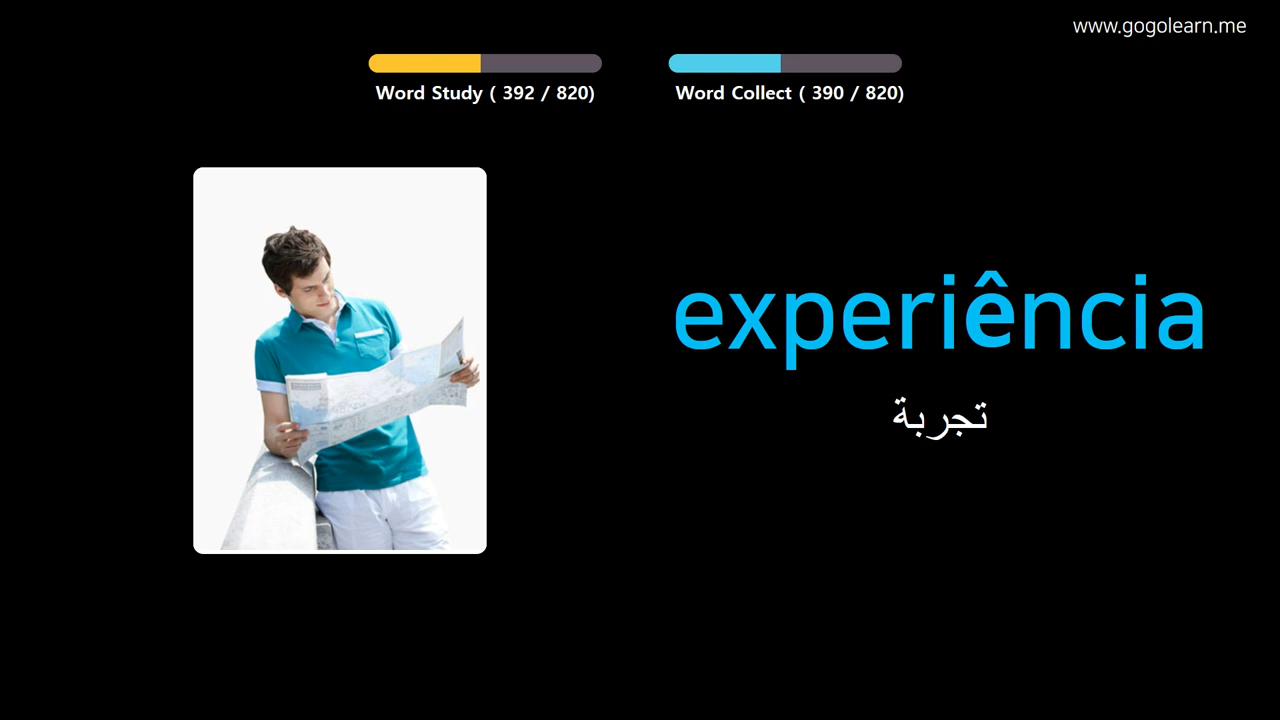 www.gogolearn.me
Word Study ( 392 / 820)
Word Collect ( 390 / 820)
experiência
تجربة